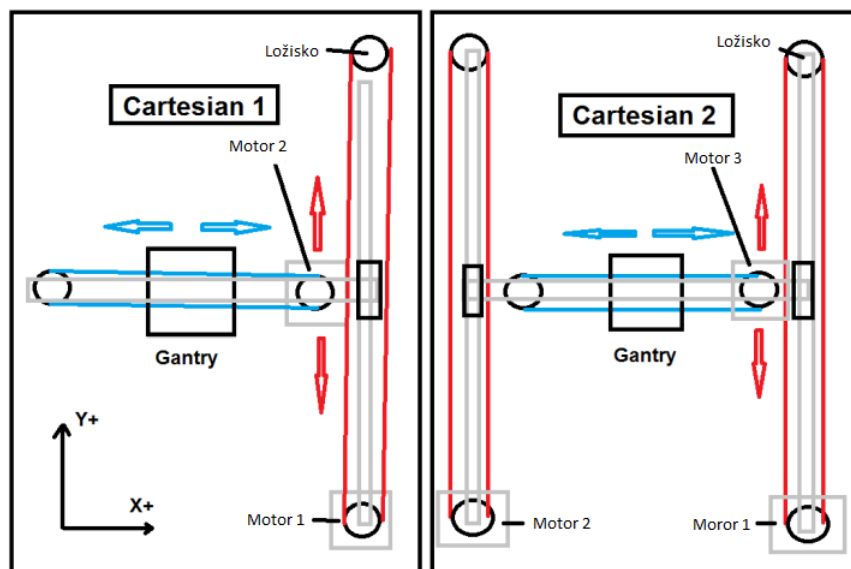 Ložisko
Cartesian 1
Motor 2
Gantry
Y+
X+
Motor 1
Ložisko
Cartesian 2
Motor 3
Gantry
Motor 2
Moror 1